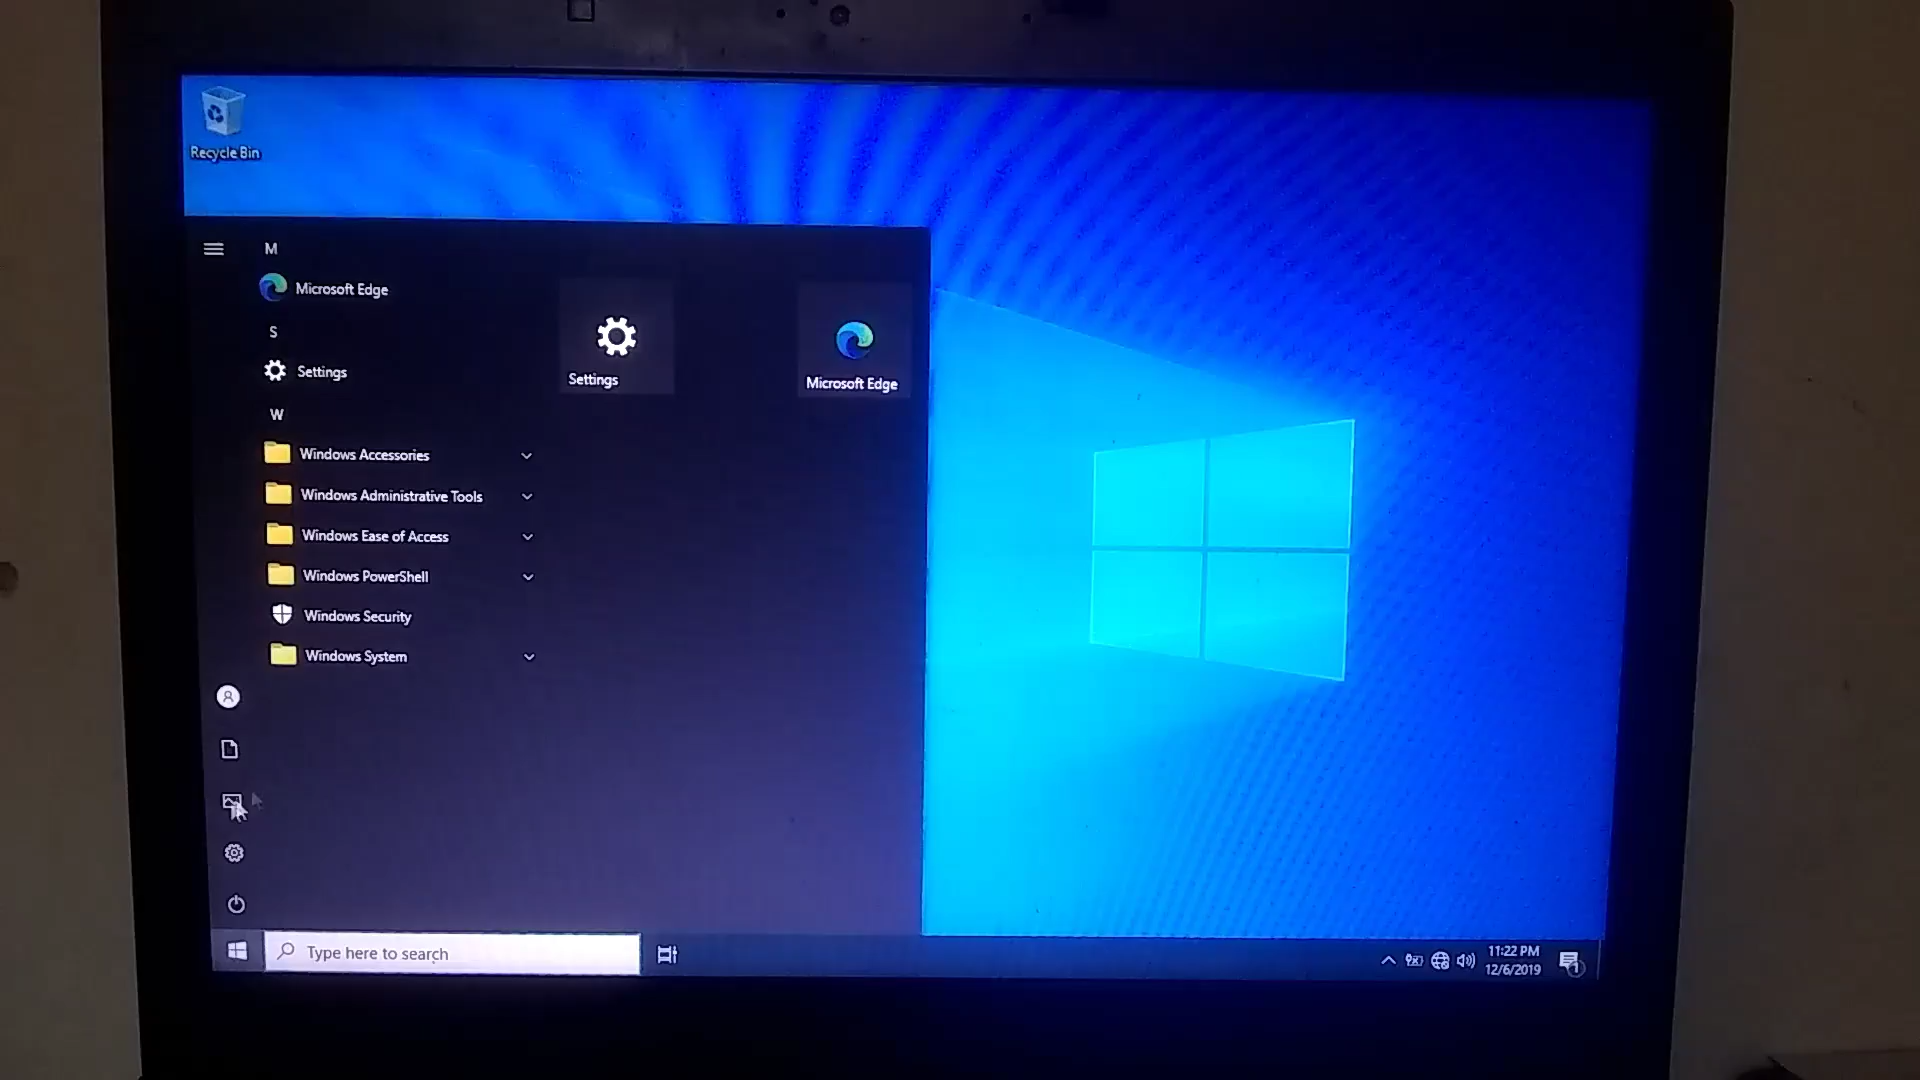 Recycle Bin
M
Microsoft Edge
S
Settings
W
Windows Accessories
Windows Administrative Tools
Windows Ease of Access
Windows PowerShell
Windows Security
Windows System
Settings
Microsoft Edge
Type here to search
11:22 PM
12/6/2019
1